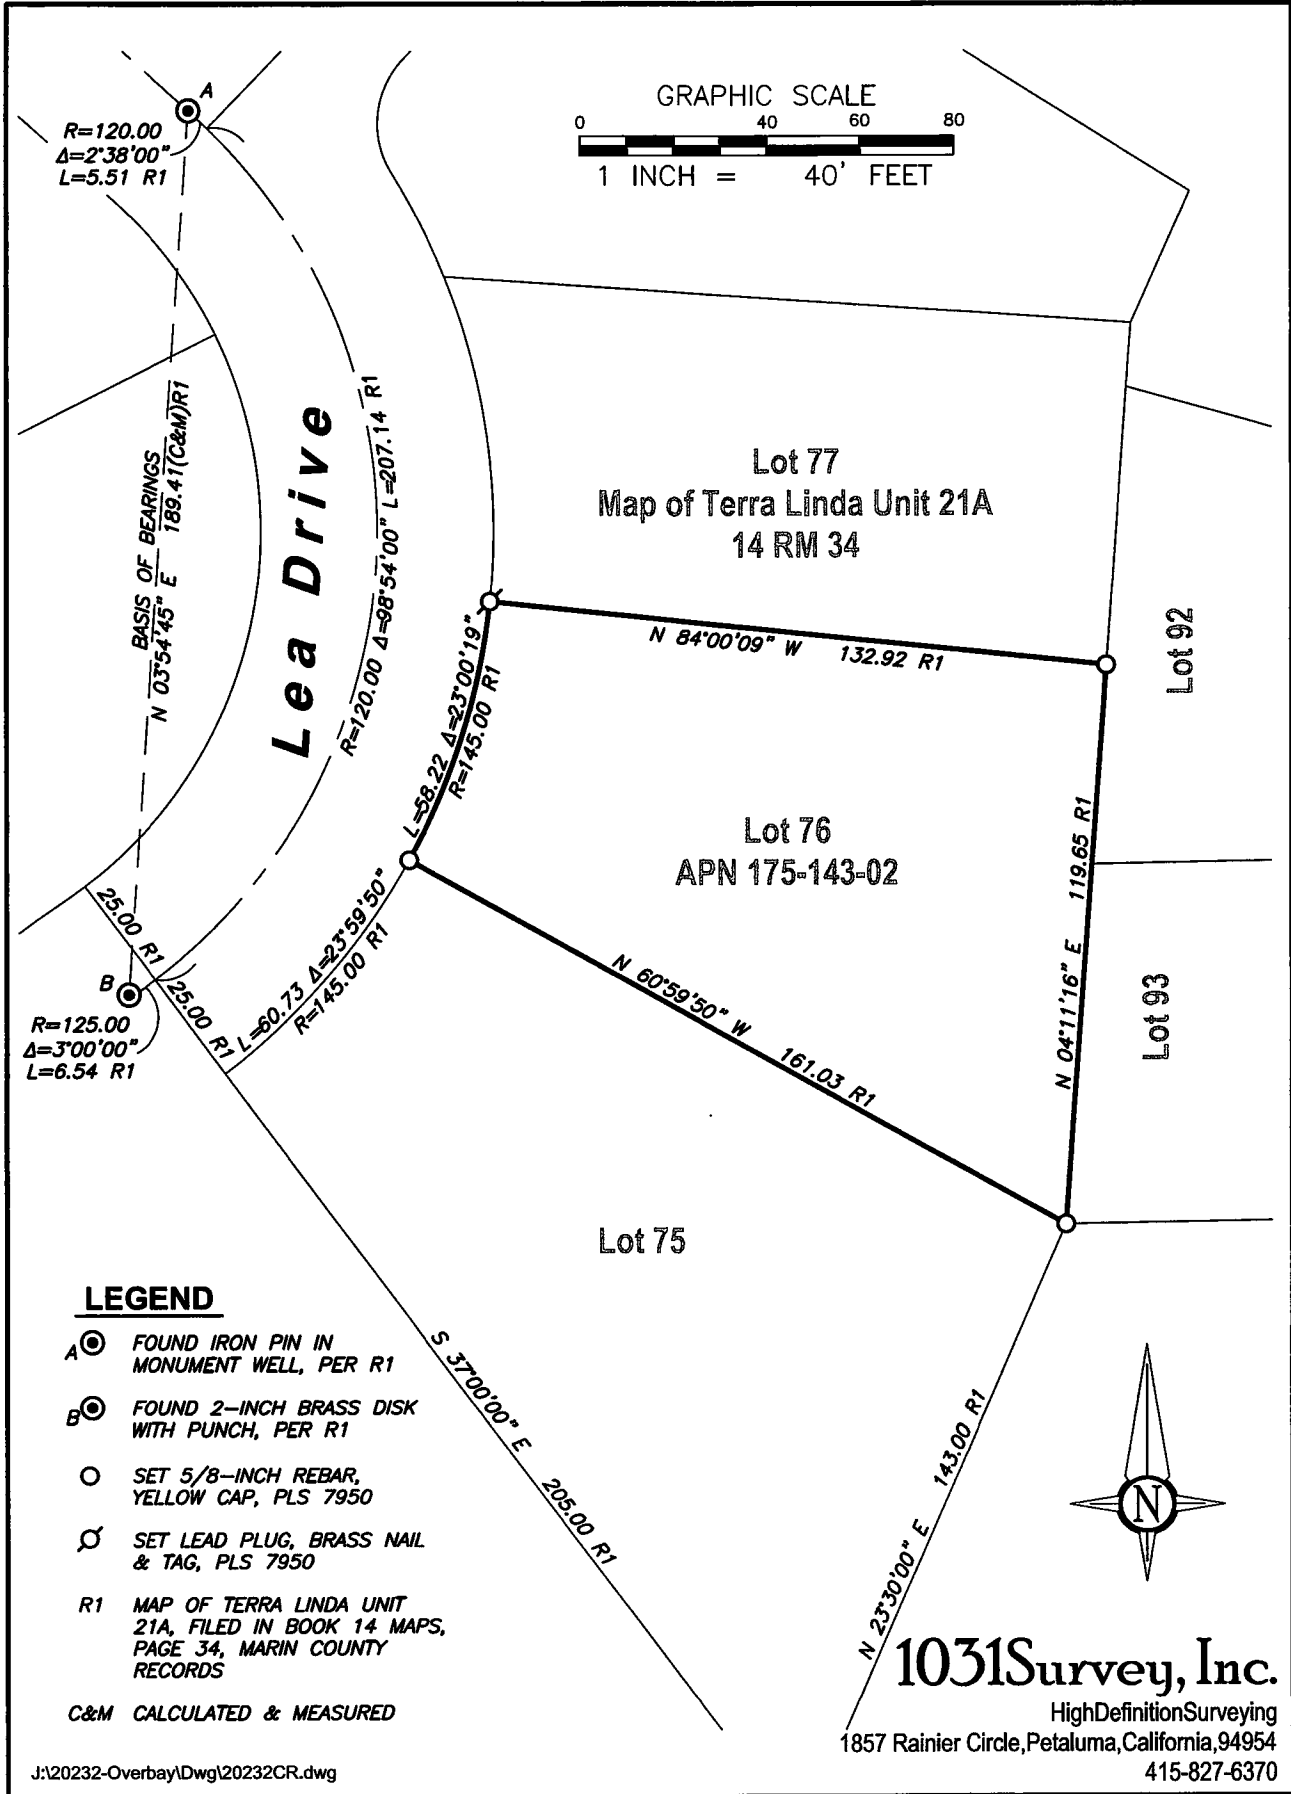 A
R=120.00
Δ=2°38'00"
L=5.51 R1
GRAPHIC SCALE
0 40 60 80
1 INCH = 40' FEET
BASIS OF BEARINGS
N 03°54'45" E 189.41(C&M)R1
Lea Drive
R=120.00 Δ=98°54'00" L=207.14 R1
Lot 77
Map of Terra Linda Unit 21A
14 RM 34
N 84°00'09" W 132.92 R1
Lot 92
L=58.22 Δ=23°00'19"
R=145.00 R1
Lot 76
APN 175-143-02
N 04°11'16" E 119.65 R1
Lot 93
25.00 R1
25.00 R1
B
R=125.00
Δ=3°00'00"
L=6.54 R1
L=60.73 Δ=23°59'50"
R=145.00 R1
N 60°59'50" W 161.03 R1
Lot 75
S 37°00'00" E 205.00 R1
N 23°30'00" E 143.00 R1
LEGEND
A FOUND IRON PIN IN
MONUMENT WELL, PER R1
B FOUND 2-INCH BRASS DISK
WITH PUNCH, PER R1
SET 5/8-INCH REBAR,
YELLOW CAP, PLS 7950
SET LEAD PLUG, BRASS NAIL
& TAG, PLS 7950
R1 MAP OF TERRA LINDA UNIT
21A, FILED IN BOOK 14 MAPS,
PAGE 34, MARIN COUNTY
RECORDS
C&M CALCULATED & MEASURED
N
1031Survey, Inc.
HighDefinitionSurveying
1857 Rainier Circle,Petaluma,California,94954
415-827-6370
J:\20232-Overbay\Dwg\20232CR.dwg